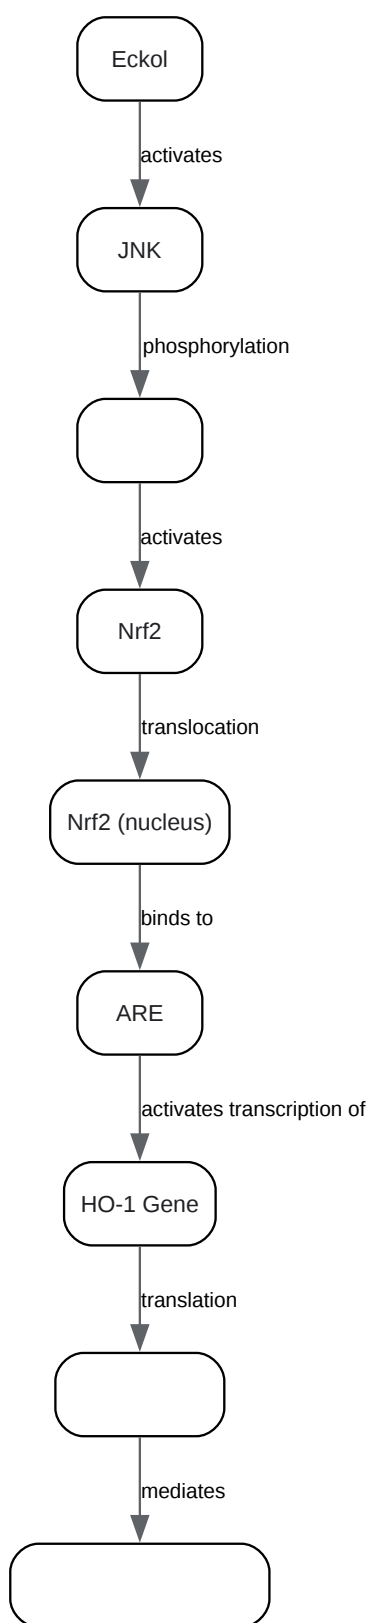 Eckol
activates
JNK
phosphorylation
activates
Nrf2
translocation
Nrf2 (nucleus)
binds to
ARE
activates transcription of
HO-1 Gene
translation
mediates